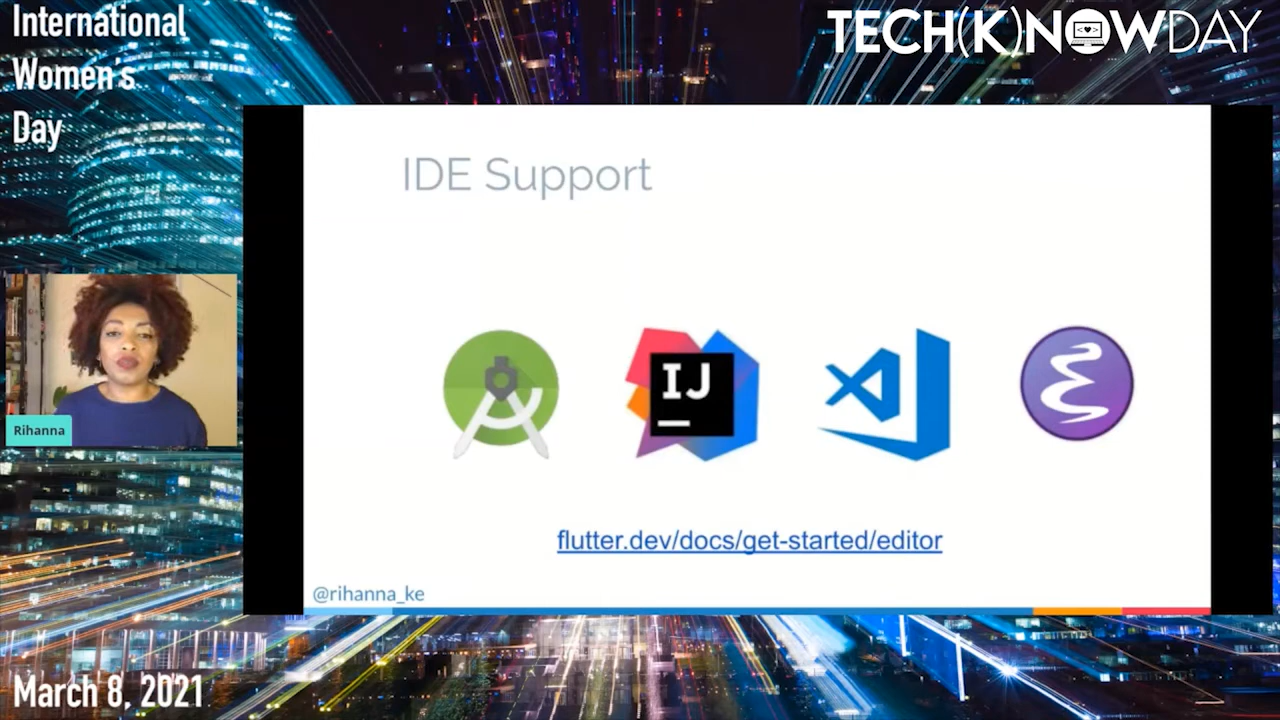 International
Women's
Day
TECH(K)NOWDAY
IDE Support
IJ
flutter.dev/docs/get-started/editor
@rihanna_ke
Rihanna
March 8, 2021